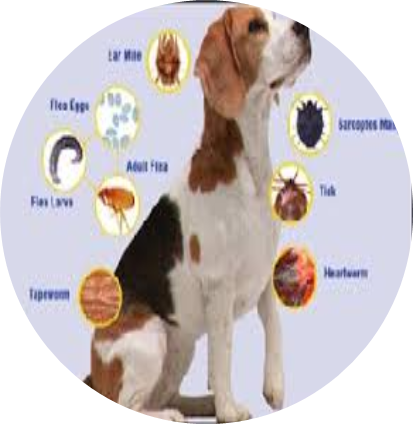 Ear Mite
Flea Eggs
Sarcoptes
Adult Flea
Tick
Flea Larva
Heartworm
Tapeworm